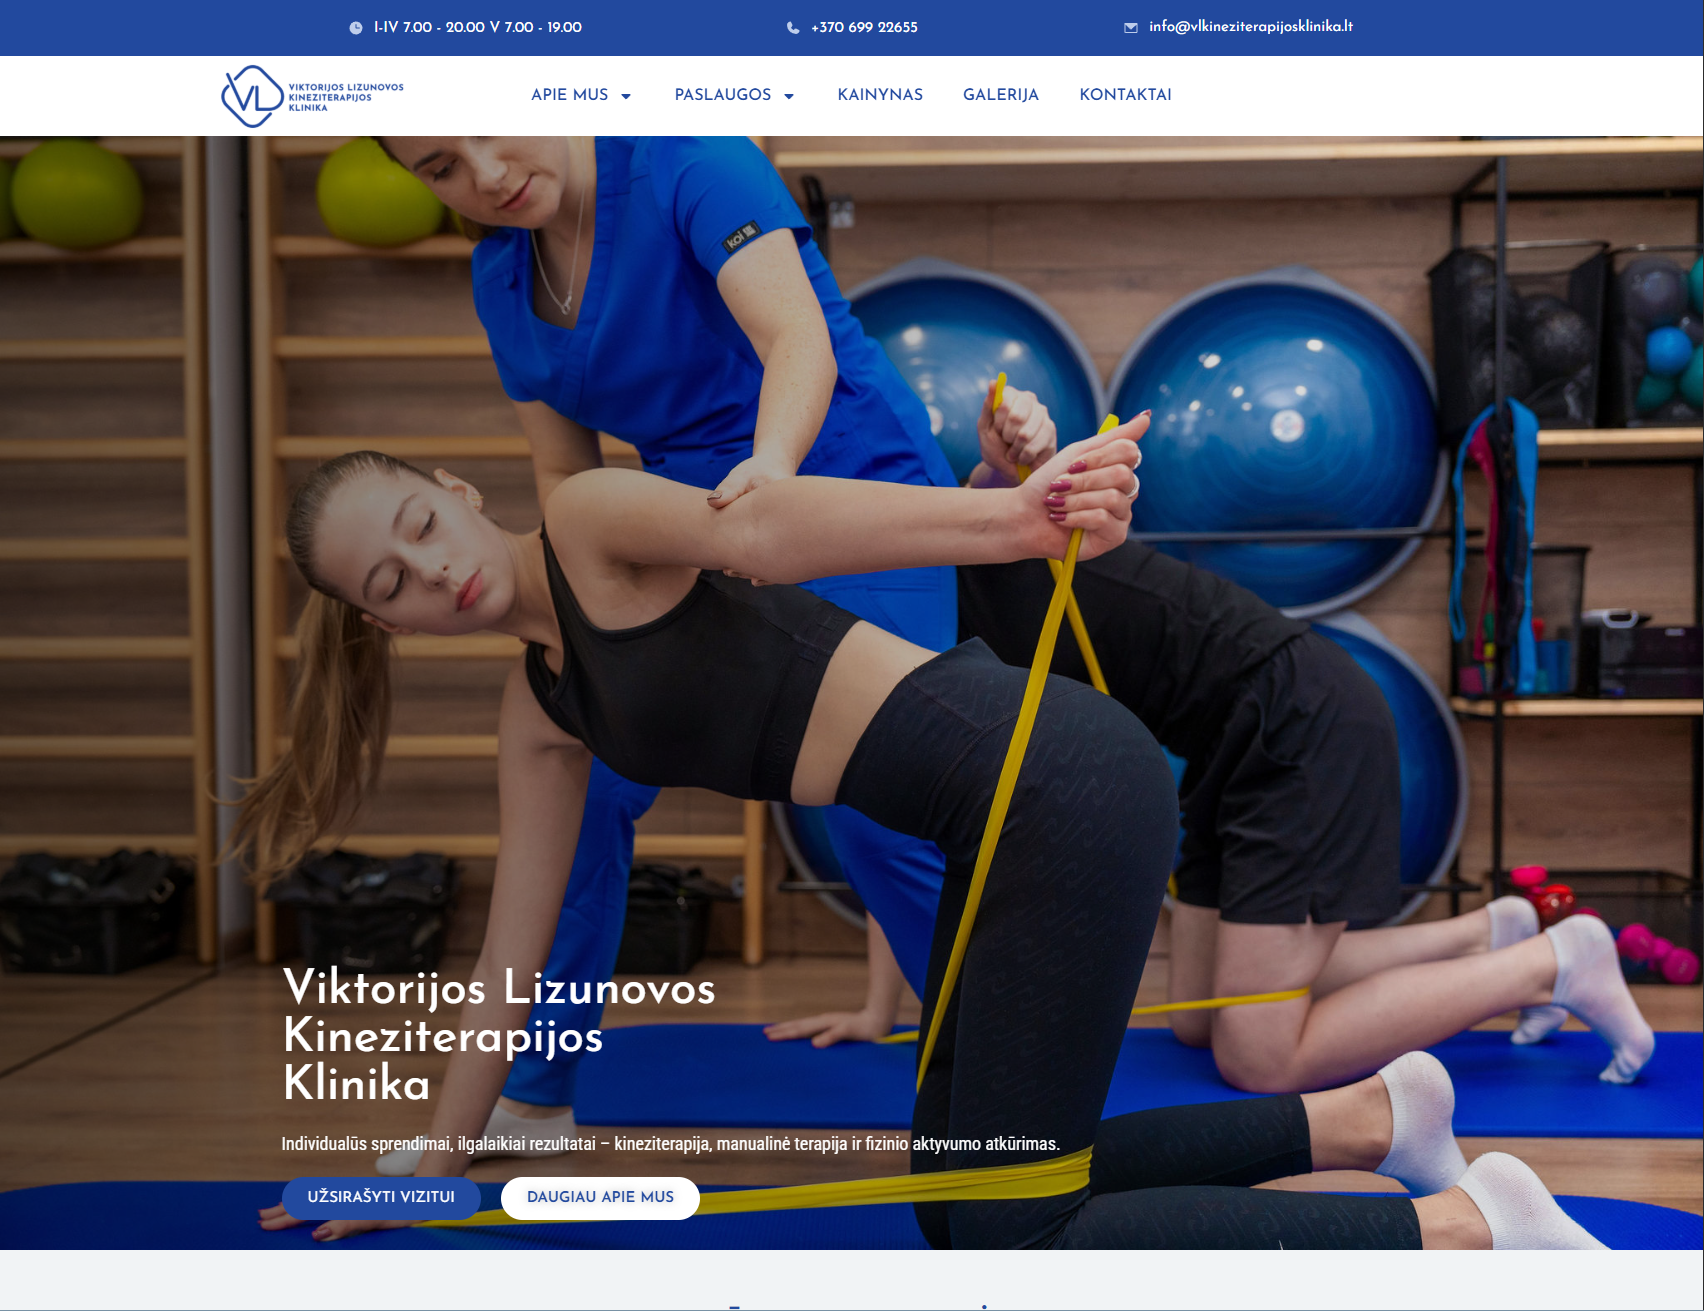 I-IV 7.00 - 20.00 V 7.00 - 19.00
+370 699 22655
info@vlkineziterapijosklinika.lt
VL
VIKTORIJOS LIZUNOVOS
KINEZITERAPIJOS
KLINIKA
APIE MUS
PASLAUGOS
KAINYNAS
GALERIJA
KONTAKTAI
koi
Viktorijos Lizunovos
Kineziterapijos
Klinika
Individualūs sprendimai, ilgalaikiai rezultatai – kineziterapija, manualinė terapija ir fizinio aktyvumo atkūrimas.
UŽSIRAŠYTI VIZITUI
DAUGIAU APIE MUS